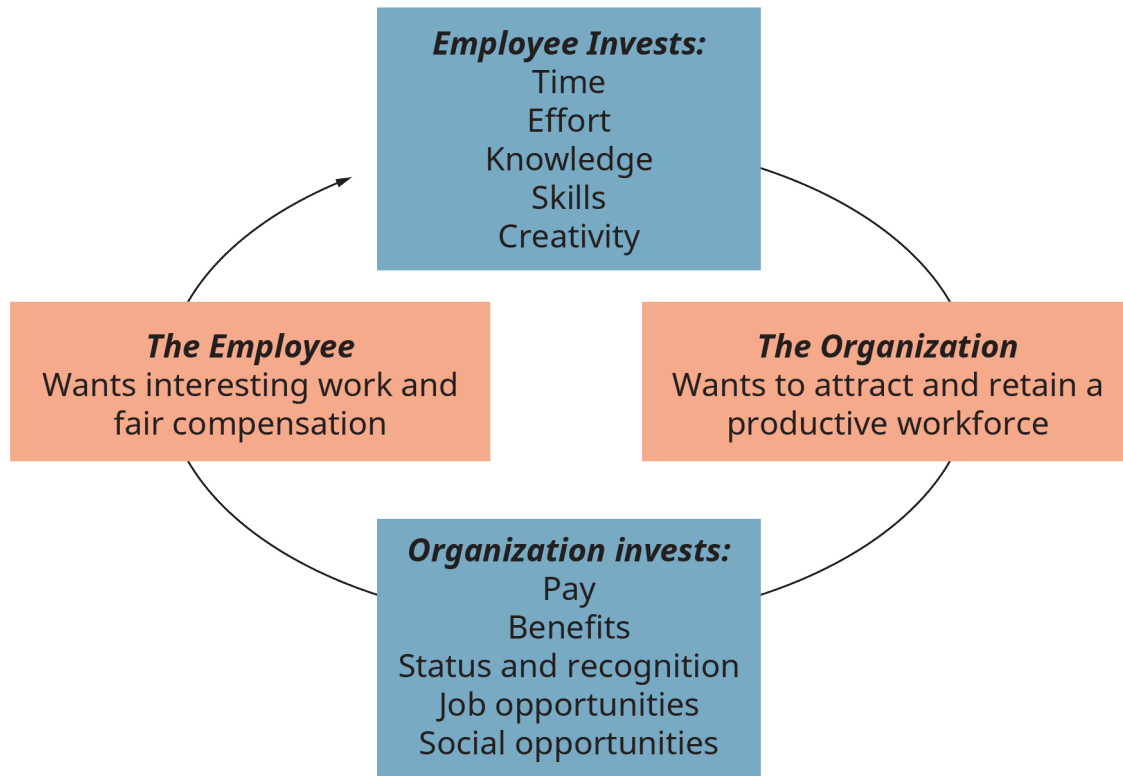 Employee Invests:
Time
Effort
Knowledge
Skills
Creativity
The Employee
Wants interesting work and
fair compensation
The Organization
Wants to attract and retain a
productive workforce
Organization invests:
Pay
Benefits
Status and recognition
Job opportunities
Social opportunities